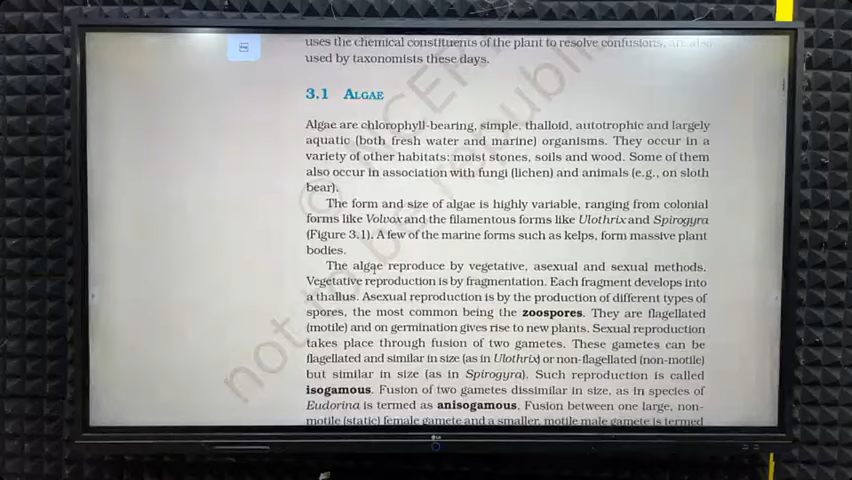 uses the chemical constituents of the plant to resolve confusions, are also
used by taxonomists these days.
3.1 ALGAE
Algae are chlorophyll-bearing, simple, thalloid, autotrophic and largely
aquatic (both fresh water and marine) organisms. They occur in a
variety of other habitats: moist stones, soils and wood. Some of them
also occur in association with fungi (lichen) and animals (e.g., on sloth
bear).
The form and size of algae is highly variable, ranging from colonial
forms like Volvox and the filamentous forms like Ulothrix and Spirogyra
(Figure 3.1). A few of the marine forms such as kelps, form massive plant
bodies.
The algae reproduce by vegetative, asexual and sexual methods.
Vegetative reproduction is by fragmentation. Each fragment develops into
a thallus. Asexual reproduction is by the production of different types of
spores, the most common being the zoospores. They are flagellated
(motile) and on germination gives rise to new plants. Sexual reproduction
takes place through fusion of two gametes. These gametes can be
flagellated and similar in size (as in Ulothrix) or non-flagellated (non-motile)
but similar in size (as in Spirogyra). Such reproduction is called
isogamous. Fusion of two gametes dissimilar in size, as in species of
Eudorina is termed as anisogamous. Fusion between one large, non-
motile (static) female gamete and a smaller, motile male gamete is termed
© NCERT
not to be republi
LG